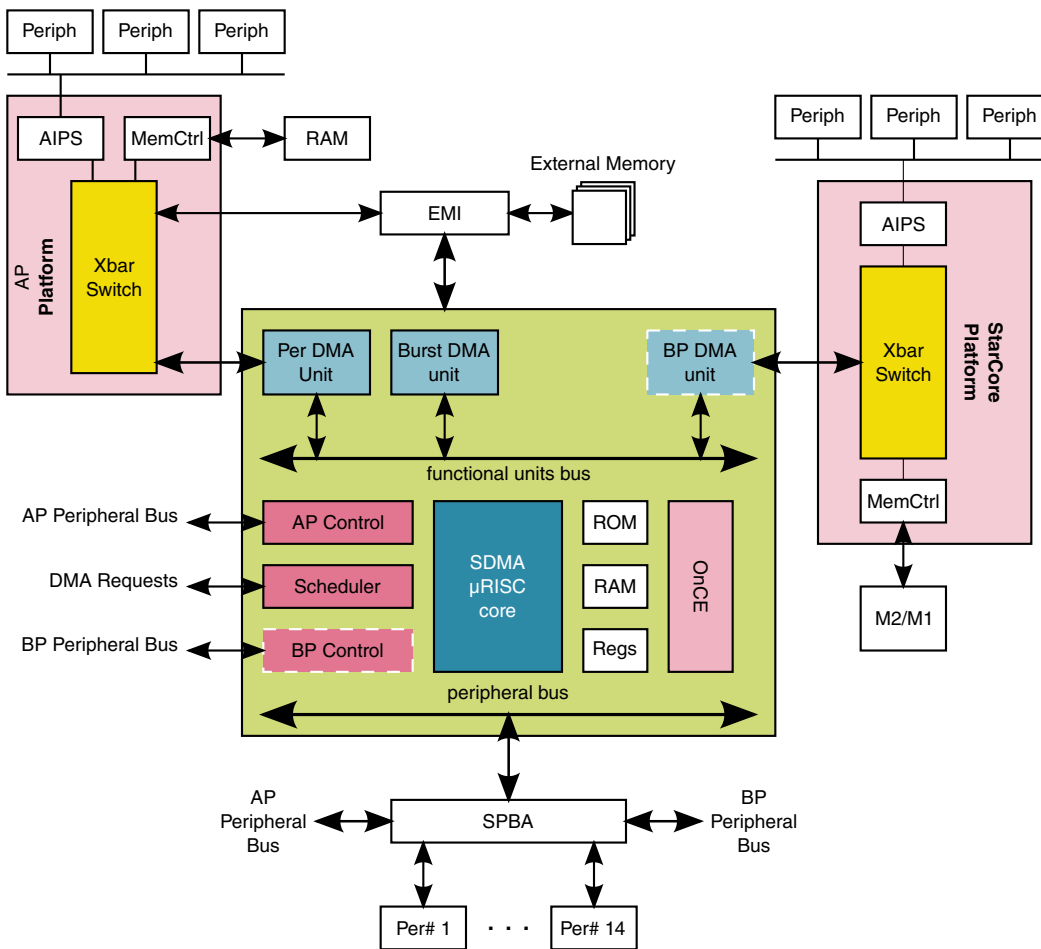 Periph
Periph
Periph
AIPS
MemCtrl
RAM
AP
Platform
Xbar
Switch
EMI
External Memory
Periph
Periph
Periph
AIPS
Xbar
Switch
StarCore
Platform
MemCtrl
M2/M1
Per DMA
Unit
Burst DMA
unit
BP DMA
unit
functional units bus
AP Peripheral Bus
DMA Requests
BP Peripheral Bus
AP Control
Scheduler
BP Control
SDMA
µRISC
core
ROM
RAM
Regs
OnCE
peripheral bus
AP
Peripheral
Bus
SPBA
BP
Peripheral
Bus
Per# 1
. . .
Per# 14